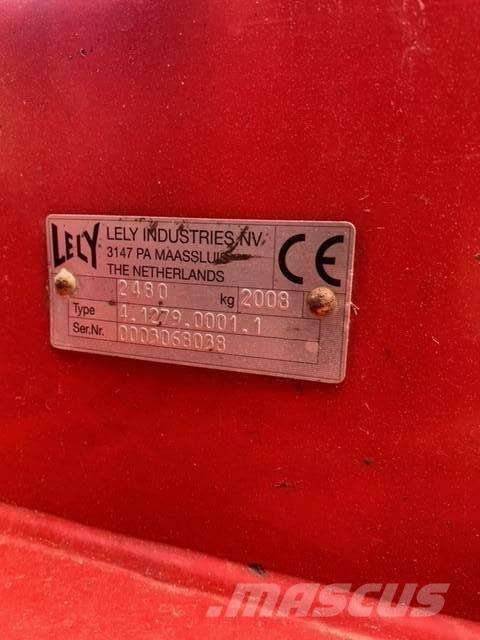 LELY
LELY INDUSTRIES NV
3147 PA MAASSLUIS
THE NETHERLANDS
CE
2480 kg 2008
Type 4.1279.0001.1
Ser.Nr. 0003068038
MASCUS